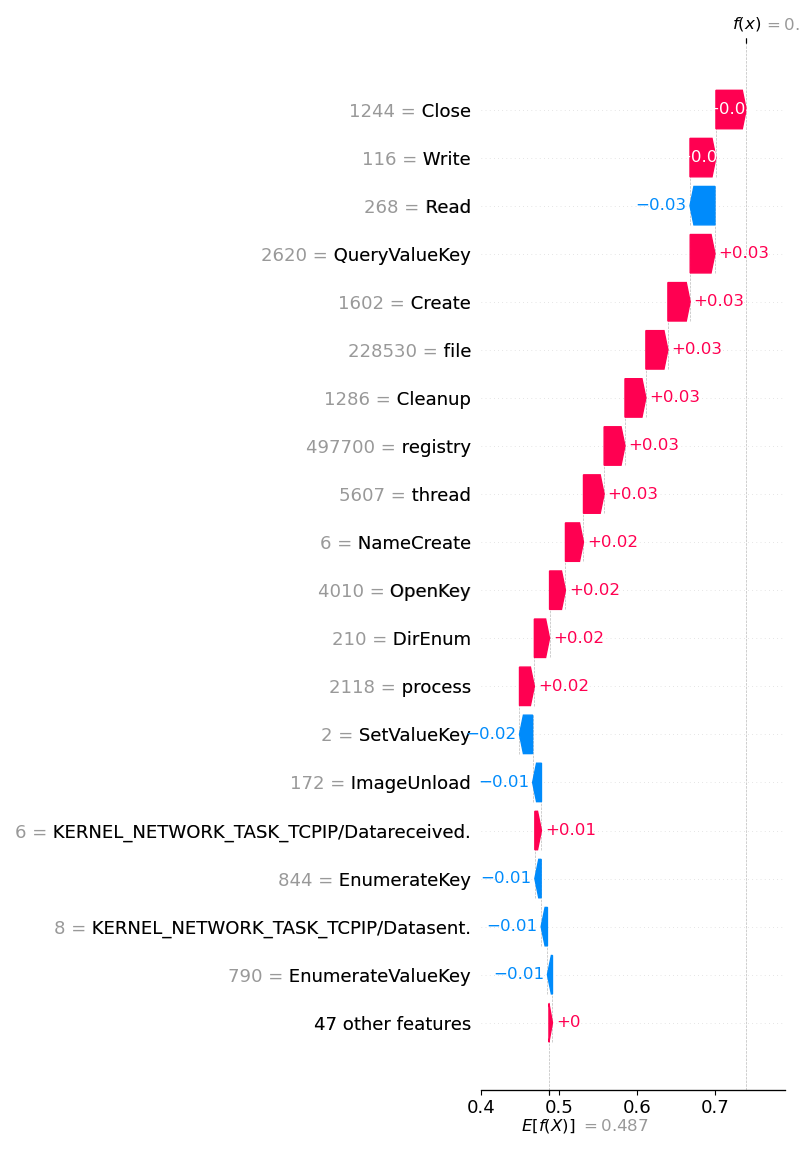 f(x) = 0.
1244 = Close
116 = Write
268 = Read −0.03
2620 = QueryValueKey +0.03
1602 = Create +0.03
228530 = file +0.03
1286 = Cleanup +0.03
497700 = registry +0.03
5607 = thread +0.03
6 = NameCreate +0.02
4010 = OpenKey +0.02
210 = DirEnum +0.02
2118 = process +0.02
2 = SetValueKey −0.02
172 = ImageUnload −0.01
6 = KERNEL_NETWORK_TASK_TCPIP/Datareceived. +0.01
844 = EnumerateKey −0.01
8 = KERNEL_NETWORK_TASK_TCPIP/Datasent. −0.01
790 = EnumerateValueKey −0.01
47 other features +0
0.4 0.5 0.6 0.7
E[f(X)] = 0.487